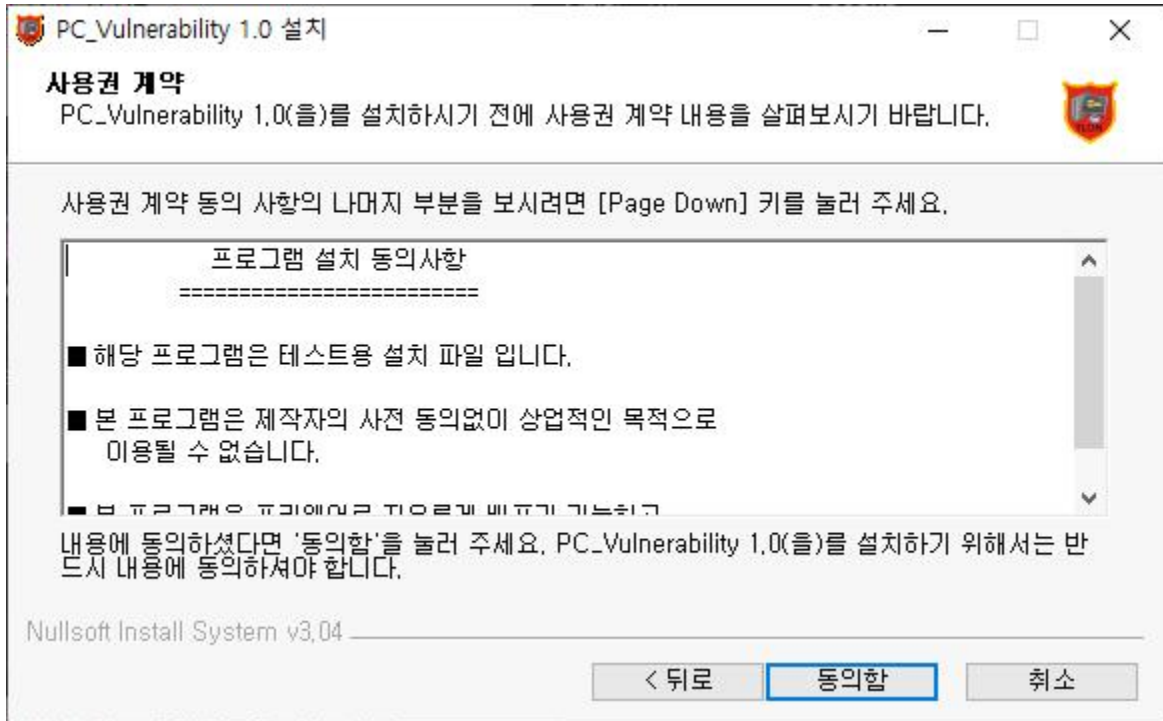 PC_Vulnerability 1.0 설치
사용권 계약
PC_Vulnerability 1.0(을)를 설치하시기 전에 사용권 계약 내용을 살펴보시기 바랍니다.
사용권 계약 동의 사항의 나머지 부분을 보시려면 [Page Down] 키를 눌러 주세요.
프로그램 설치 동의사항
=========================
■ 해당 프로그램은 테스트용 설치 파일 입니다.
■ 본 프로그램은 제작자의 사전 동의없이 상업적인 목적으로
이용될 수 없습니다.
■ 본 프로그램은
내용에 동의하셨다면 '동의함'을 눌러 주세요. PC_Vulnerability 1.0(을)를 설치하기 위해서는 반
드시 내용에 동의하셔야 합니다.
Nullsoft Install System v3.04
< 뒤로
동의함
취소